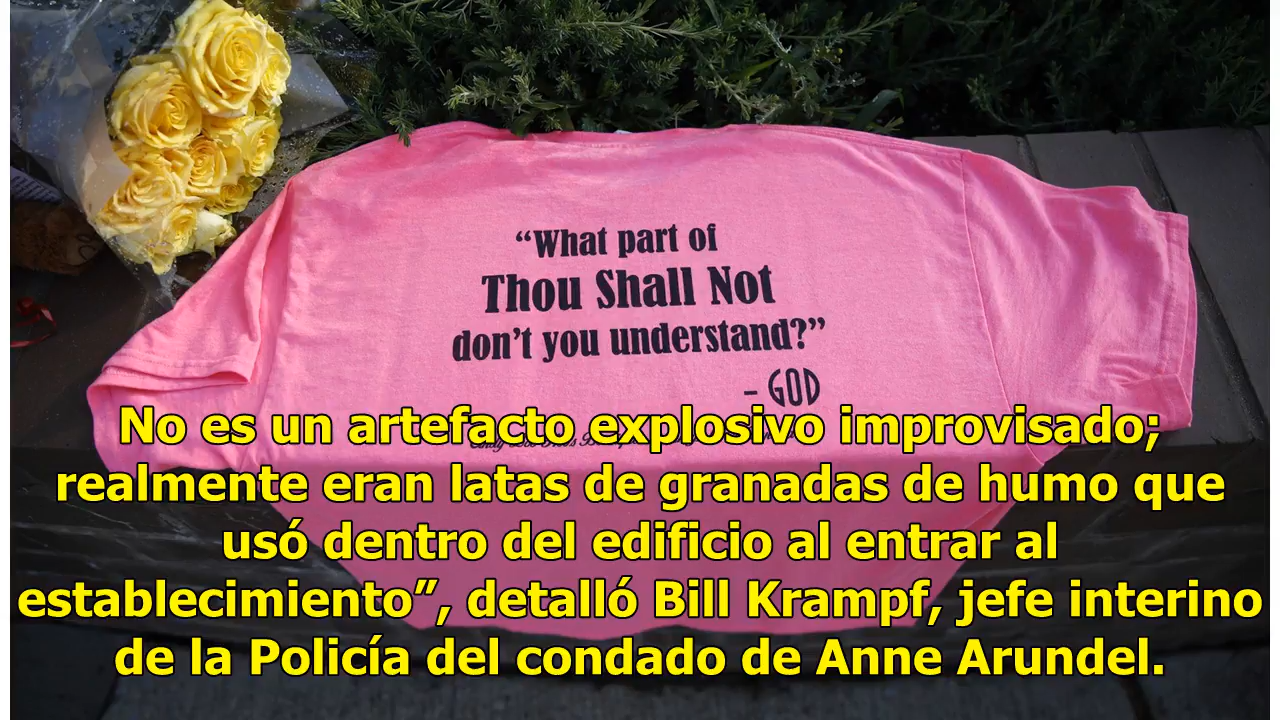 “What part of
Thou Shall Not
don’t you understand?”
– GOD
No es un artefacto explosivo improvisado;
realmente eran latas de granadas de humo que
usó dentro del edificio al entrar al
establecimiento”, detalló Bill Krampf, jefe interino
de la Policía del condado de Anne Arundel.